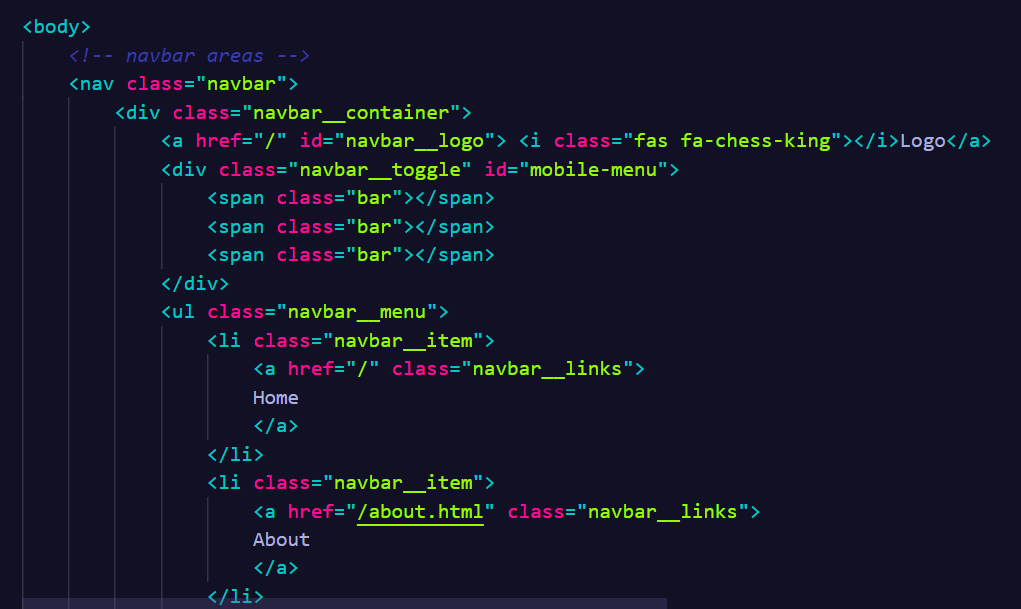 <body>
<!-- navbar areas -->
<nav class="navbar">
<div class="navbar__container">
<a href="/" id="navbar__logo"> <i class="fas fa-chess-king"></i>Logo</a>
<div class="navbar__toggle" id="mobile-menu">
<span class="bar"></span>
<span class="bar"></span>
<span class="bar"></span>
</div>
<ul class="navbar__menu">
<li class="navbar__item">
<a href="/" class="navbar__links">
Home
</a>
</li>
<li class="navbar__item">
<a href="/about.html" class="navbar__links">
About
</a>
</li>